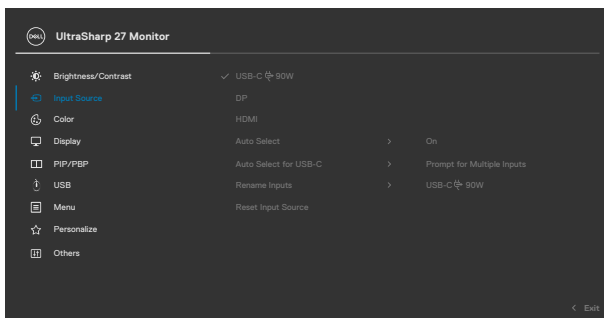 DELL UltraSharp 27 Monitor
Brightness/Contrast ✓ USB-C 90W
Input Source DP
Color HDMI
Display Auto Select > On
PIP/PBP Auto Select for USB-C > Prompt for Multiple Inputs
USB Rename Inputs > USB-C 90W
Menu Reset Input Source
Personalize
Others
< Exit